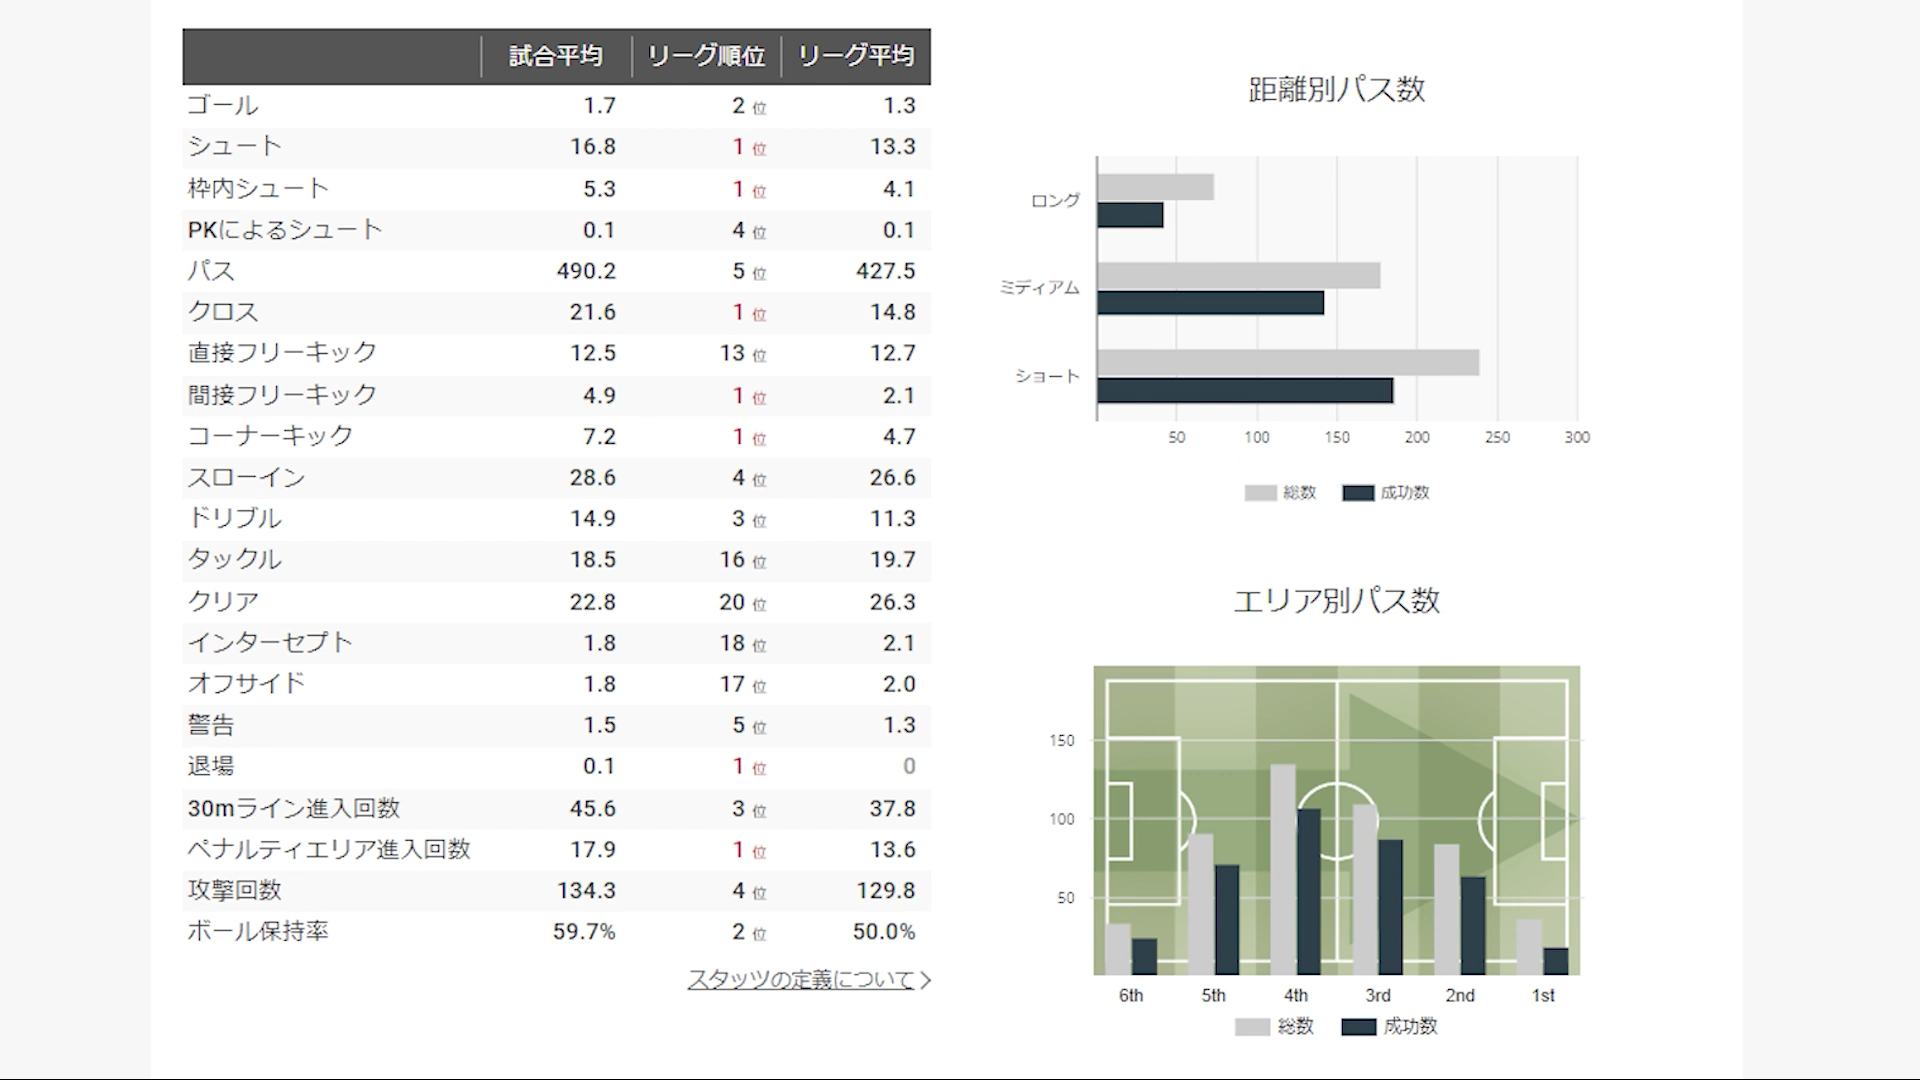 試合平均 リーグ順位 リーグ平均
ゴール 1.7 2 位 1.3
シュート 16.8 1 位 13.3
枠内シュート 5.3 1 位 4.1
PKによるシュート 0.1 4 位 0.1
パス 490.2 5 位 427.5
クロス 21.6 1 位 14.8
直接フリーキック 12.5 13 位 12.7
間接フリーキック 4.9 1 位 2.1
コーナーキック 7.2 1 位 4.7
スローイン 28.6 4 位 26.6
ドリブル 14.9 3 位 11.3
タックル 18.5 16 位 19.7
クリア 22.8 20 位 26.3
インターセプト 1.8 18 位 2.1
オフサイド 1.8 17 位 2.0
警告 1.5 5 位 1.3
退場 0.1 1 位 0
30mライン進入回数 45.6 3 位 37.8
ペナルティエリア進入回数 17.9 1 位 13.6
攻撃回数 134.3 4 位 129.8
ボール保持率 59.7% 2 位 50.0%
スタッツの定義について
距離別パス数
ロング
ミディアム
ショート
50 100 150 200 250 300
総数 成功数
エリア別パス数
150
100
50
6th 5th 4th 3rd 2nd 1st
総数 成功数